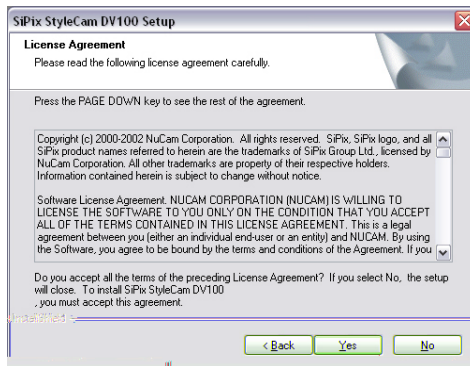 SiPix StyleCam DV100 Setup
License Agreement
Please read the following license agreement carefully.
Press the PAGE DOWN key to see the rest of the agreement.
Copyright (c) 2000-2002 NuCam Corporation. All rights reserved. SiPix, SiPix logo, and all
SiPix product names referred to herein are the trademarks of SiPix Group Ltd., licensed by
NuCam Corporation. All other trademarks are property of their respective holders.
Information contained herein is subject to change without notice.
Software License Agreement. NUCAM CORPORATION (NUCAM) IS WILLING TO
LICENSE THE SOFTWARE TO YOU ONLY ON THE CONDITION THAT YOU ACCEPT
ALL OF THE TERMS CONTAINED IN THIS LICENSE AGREEMENT. This is a legal
agreement between you (either an individual end-user or an entity) and NUCAM. By using
the Software, you agree to be bound by the terms and conditions of the Agreement. If you
Do you accept all the terms of the preceding License Agreement? If you select No, the setup
will close. To install SiPix StyleCam DV100
, you must accept this agreement.
< Back Yes No